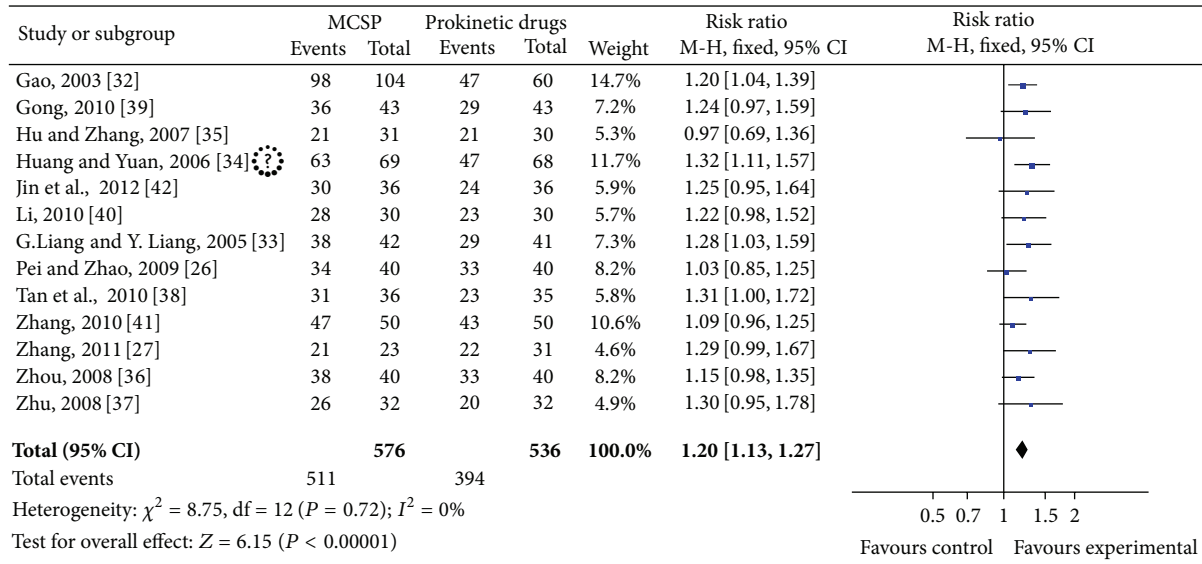 Study or subgroup MCSP Prokinetic drugs Weight Risk ratio Risk ratio
Events Total Events Total M-H, fixed, 95% CI M-H, fixed, 95% CI
Gao, 2003 [32] 98 104 47 60 14.7% 1.20 [1.04, 1.39]
Gong, 2010 [39] 36 43 29 43 7.2% 1.24 [0.97, 1.59]
Hu and Zhang, 2007 [35] 21 31 21 30 5.3% 0.97 [0.69, 1.36]
Huang and Yuan, 2006 [34] ? 63 69 47 68 11.7% 1.32 [1.11, 1.57]
Jin et al., 2012 [42] 30 36 24 36 5.9% 1.25 [0.95, 1.64]
Li, 2010 [40] 28 30 23 30 5.7% 1.22 [0.98, 1.52]
G.Liang and Y. Liang, 2005 [33] 38 42 29 41 7.3% 1.28 [1.03, 1.59]
Pei and Zhao, 2009 [26] 34 40 33 40 8.2% 1.03 [0.85, 1.25]
Tan et al., 2010 [38] 31 36 23 35 5.8% 1.31 [1.00, 1.72]
Zhang, 2010 [41] 47 50 43 50 10.6% 1.09 [0.96, 1.25]
Zhang, 2011 [27] 21 23 22 31 4.6% 1.29 [0.99, 1.67]
Zhou, 2008 [36] 38 40 33 40 8.2% 1.15 [0.98, 1.35]
Zhu, 2008 [37] 26 32 20 32 4.9% 1.30 [0.95, 1.78]
Total (95% CI) 576 536 100.0% 1.20 [1.13, 1.27]
Total events 511 394
Heterogeneity: χ² = 8.75, df = 12 (P = 0.72); I² = 0%
0.5 0.7 1 1.5 2
Test for overall effect: Z = 6.15 (P < 0.00001)
Favours control Favours experimental